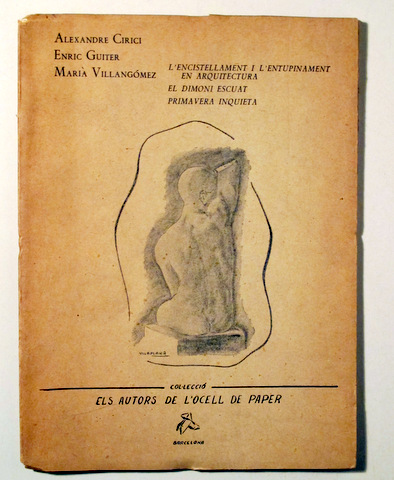 ALEXANDRE CIRICI
ENRIC GUITER
MARIÀ VILLANGÓMEZ
L'ENCISTELLAMENT I L'ENTUPINAMENT
EN ARQUITECTURA
EL DIMONI ESCUAT
PRIMAVERA INQUIETA
COL·LECCIÓ
ELS AUTORS DE L'OCELL DE PAPER
BARCELONA